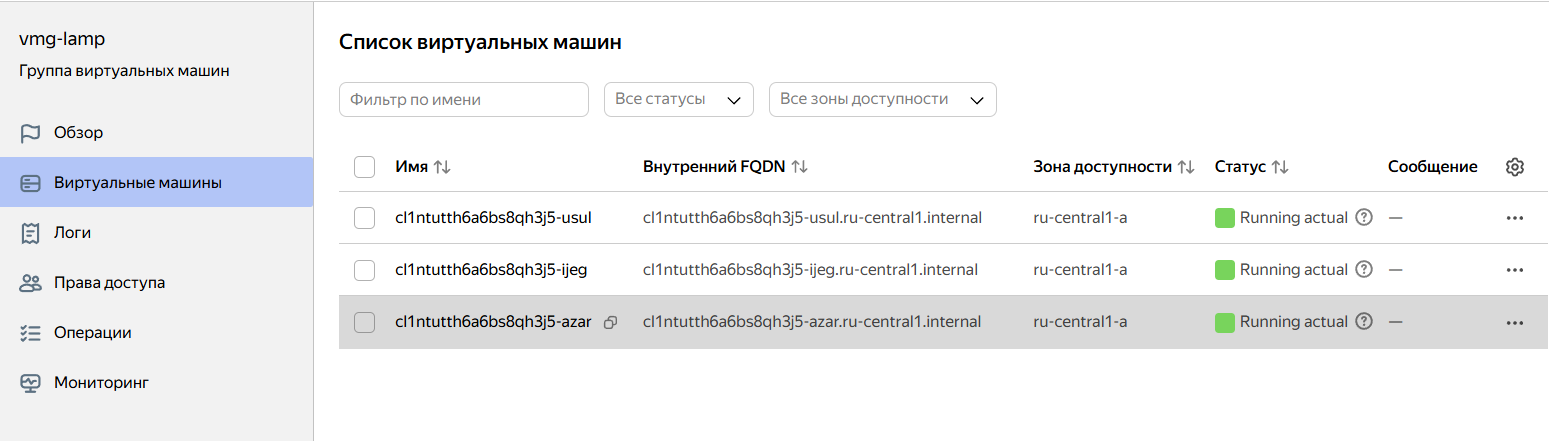 vmg-lamp
Группа виртуальных машин
Обзор
Виртуальные машины
Логи
Права доступа
Операции
Мониторинг
Список виртуальных машин
Фильтр по имени Все статусы Все зоны доступности
Имя Внутренний FQDN Зона доступности Статус Сообщение
cl1ntutth6a6bs8qh3j5-usul cl1ntutth6a6bs8qh3j5-usul.ru-central1.internal ru-central1-a Running actual ? —
cl1ntutth6a6bs8qh3j5-ijeg cl1ntutth6a6bs8qh3j5-ijeg.ru-central1.internal ru-central1-a Running actual ? —
cl1ntutth6a6bs8qh3j5-azar cl1ntutth6a6bs8qh3j5-azar.ru-central1.internal ru-central1-a Running actual ? —